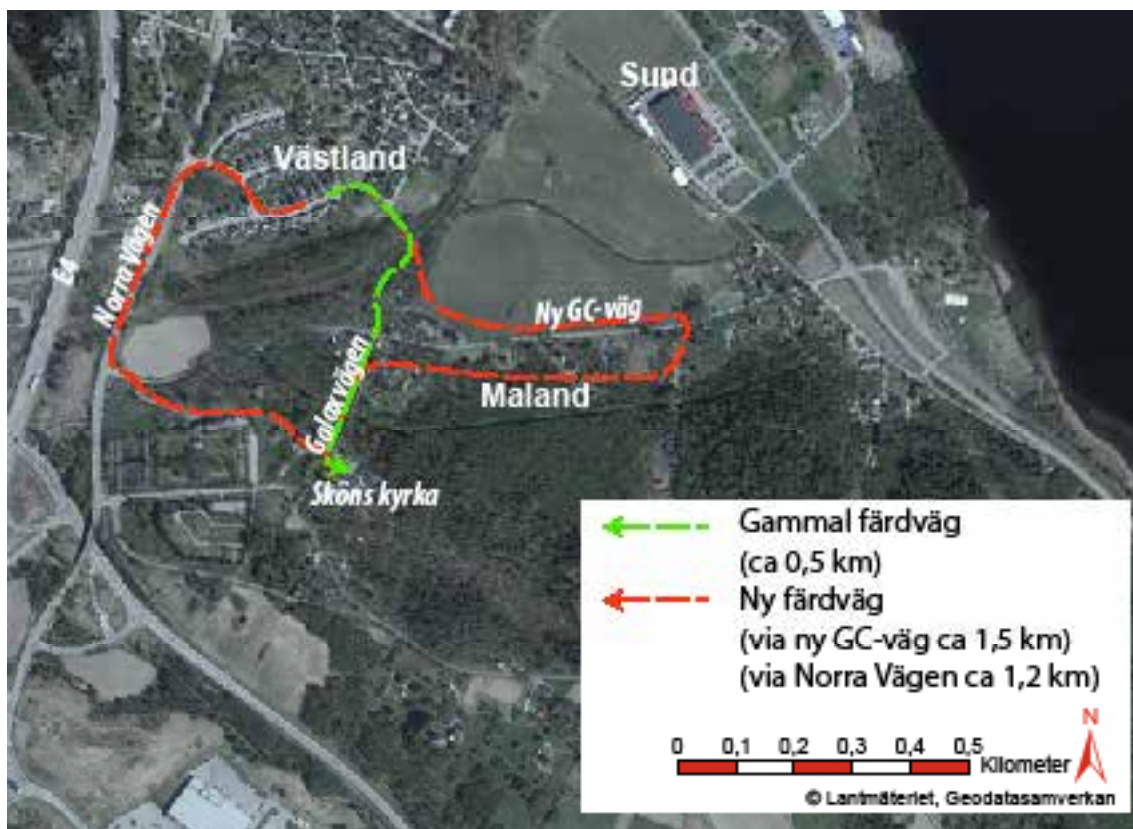 Sund
Västland
E4
Norra Vägen
Ny GC-väg
Galaxvägen
Maland
Sköns kyrka
Gammal färdväg
(ca 0,5 km)
Ny färdväg
(via ny GC-väg ca 1,5 km)
(via Norra Vägen ca 1,2 km)
N
0 0,1 0,2 0,3 0,4 0,5
Kilometer
© Lantmäteriet, Geodatasamverkan